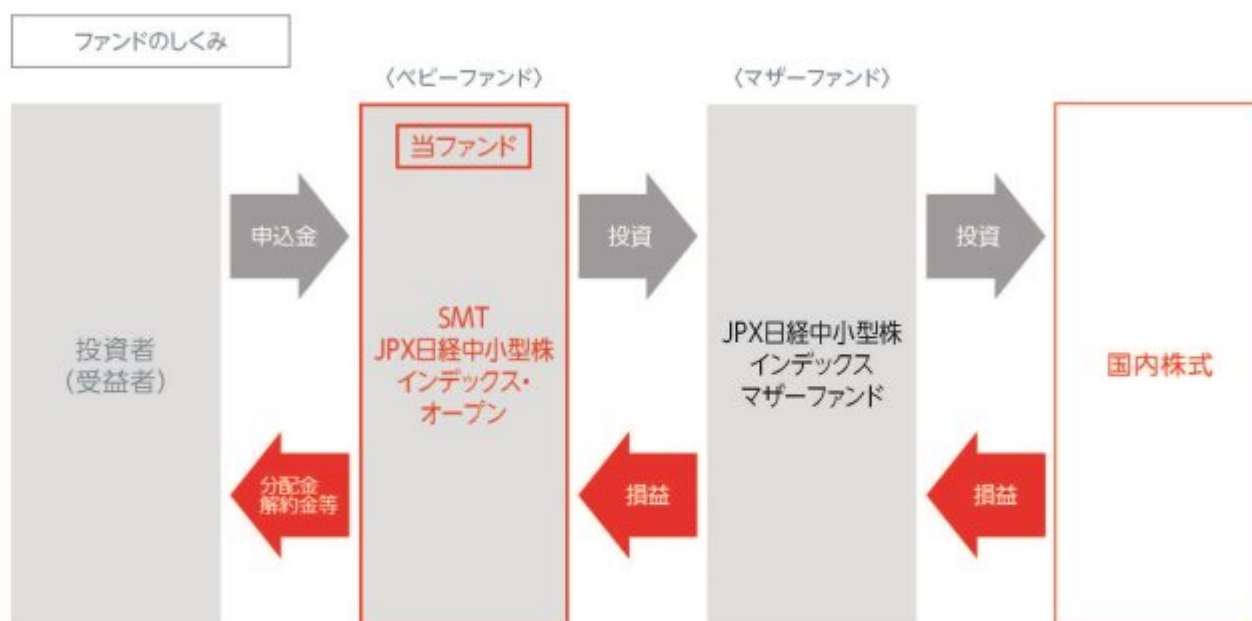 ファンドのしくみ
〈ベビーファンド〉
〈マザーファンド〉
投資者
(受益者)
申込金
分配金
解約金等
当ファンド
SMT
JPX日経中小型株
インデックス・
オープン
投資
損益
JPX日経中小型株
インデックス
マザーファンド
投資
損益
国内株式